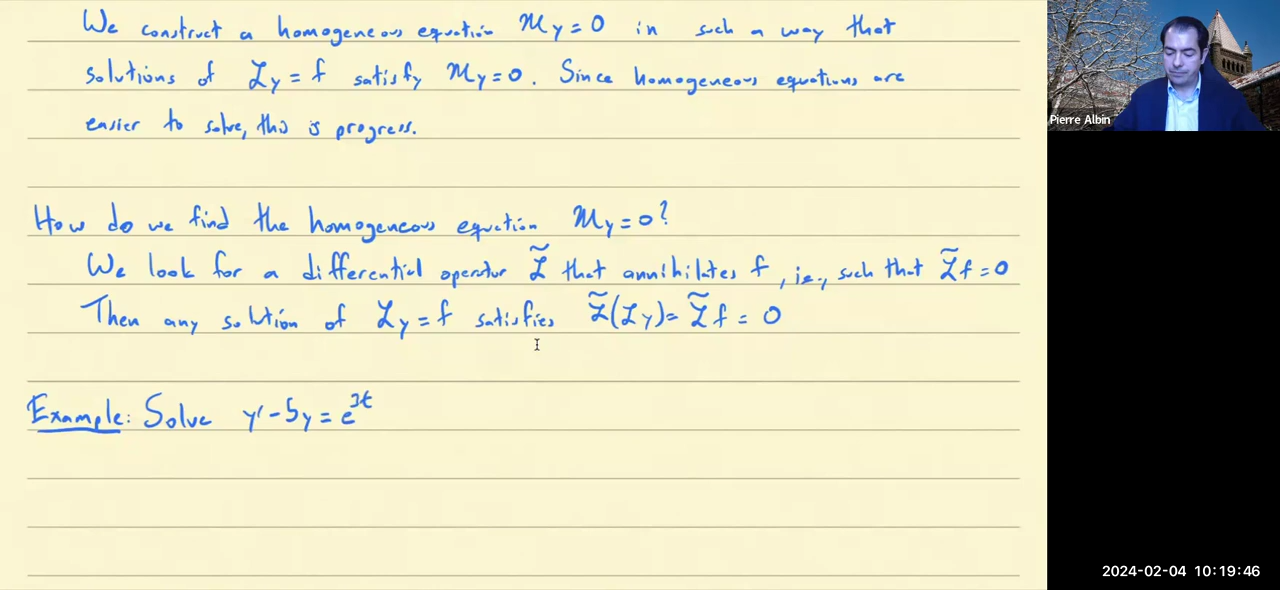 We construct a homogeneous equation My = 0 in such a way that
solutions of ℒy = f satisfy My = 0. Since homogeneous equations are
easier to solve, this is progress.
How do we find the homogeneous equation My = 0?
We look for a differential operator ℒ̃ that annihilates f, i.e., such that ℒ̃f = 0
Then any solution of ℒy = f satisfies ℒ̃(ℒy) = ℒ̃f = 0
Example: Solve y' - 5y = e^{3t}
Pierre Albin
2024-02-04 10:19:46